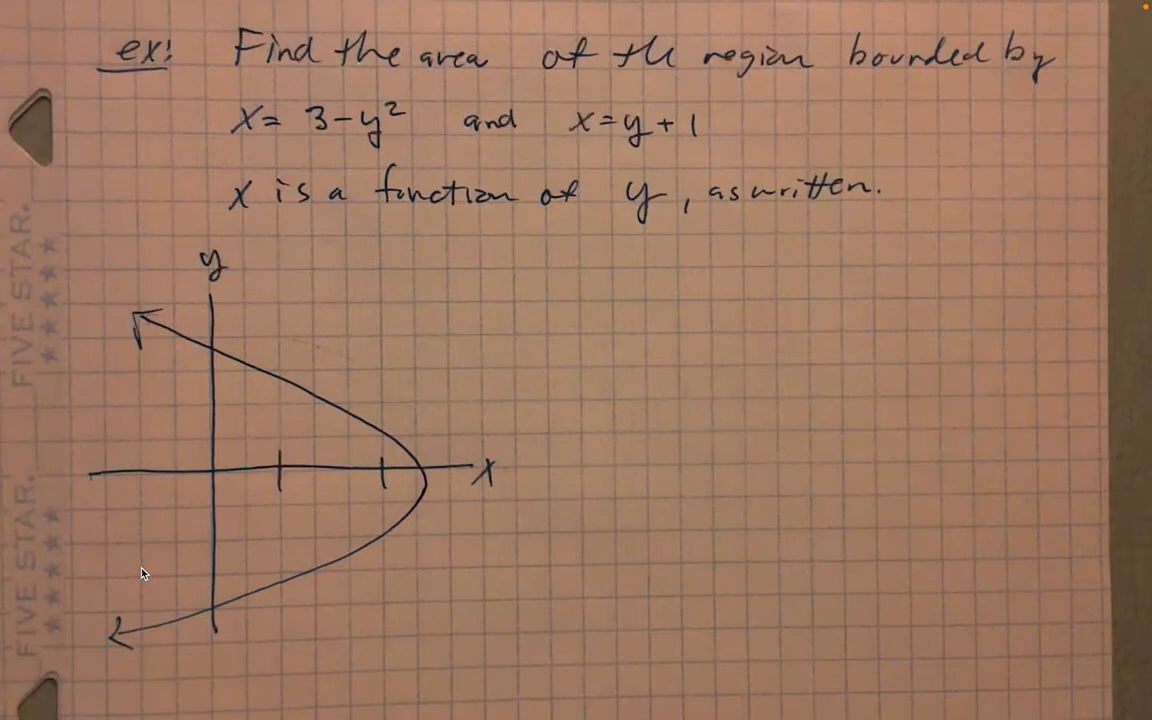 ex: Find the area of the region bounded by
x = 3 - y² and x = y + 1
x is a function of y, as written.
y
x
FIVE STAR.
★★★★★
FIVE STAR.
★★★★★